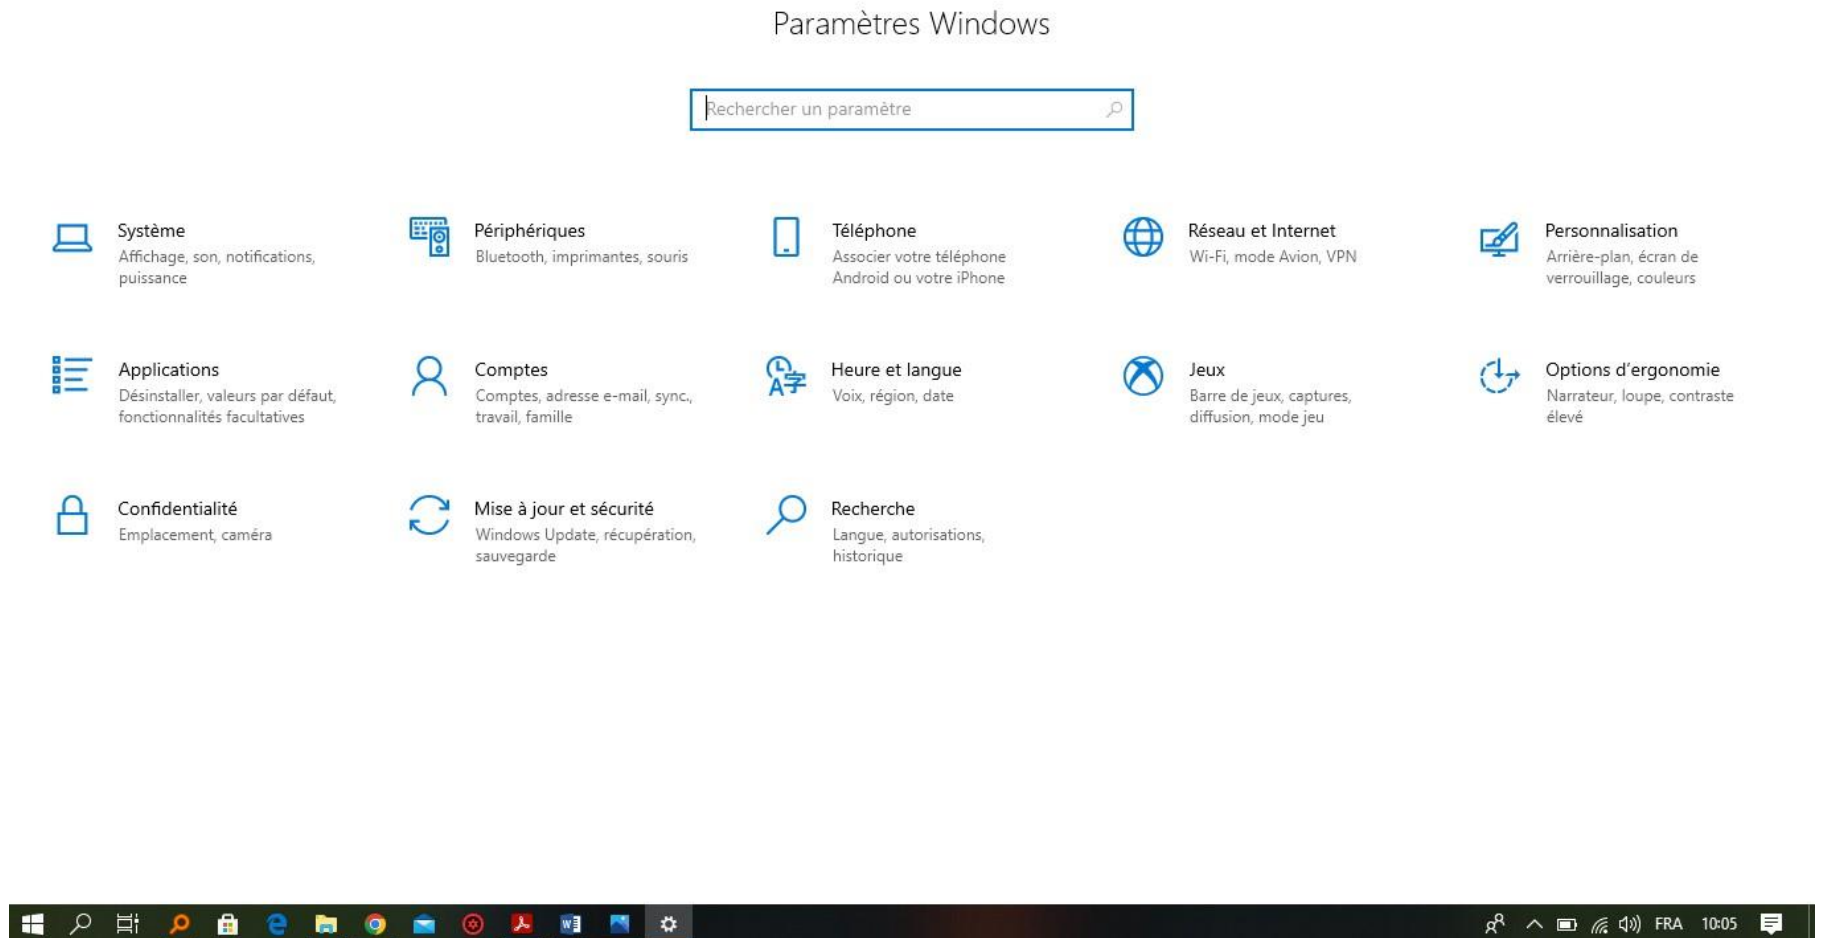 Paramètres Windows
Rechercher un paramètre
Système
Affichage, son, notifications,
puissance
Périphériques
Bluetooth, imprimantes, souris
Téléphone
Associer votre téléphone
Android ou votre iPhone
Réseau et Internet
Wi-Fi, mode Avion, VPN
Personnalisation
Arrière-plan, écran de
verrouillage, couleurs
Applications
Désinstaller, valeurs par défaut,
fonctionnalités facultatives
Comptes
Comptes, adresse e-mail, sync.,
travail, famille
Heure et langue
Voix, région, date
Jeux
Barre de jeux, captures,
diffusion, mode jeu
Options d'ergonomie
Narrateur, loupe, contraste
élevé
Confidentialité
Emplacement, caméra
Mise à jour et sécurité
Windows Update, récupération,
sauvegarde
Recherche
Langue, autorisations,
historique
FRA 10:05